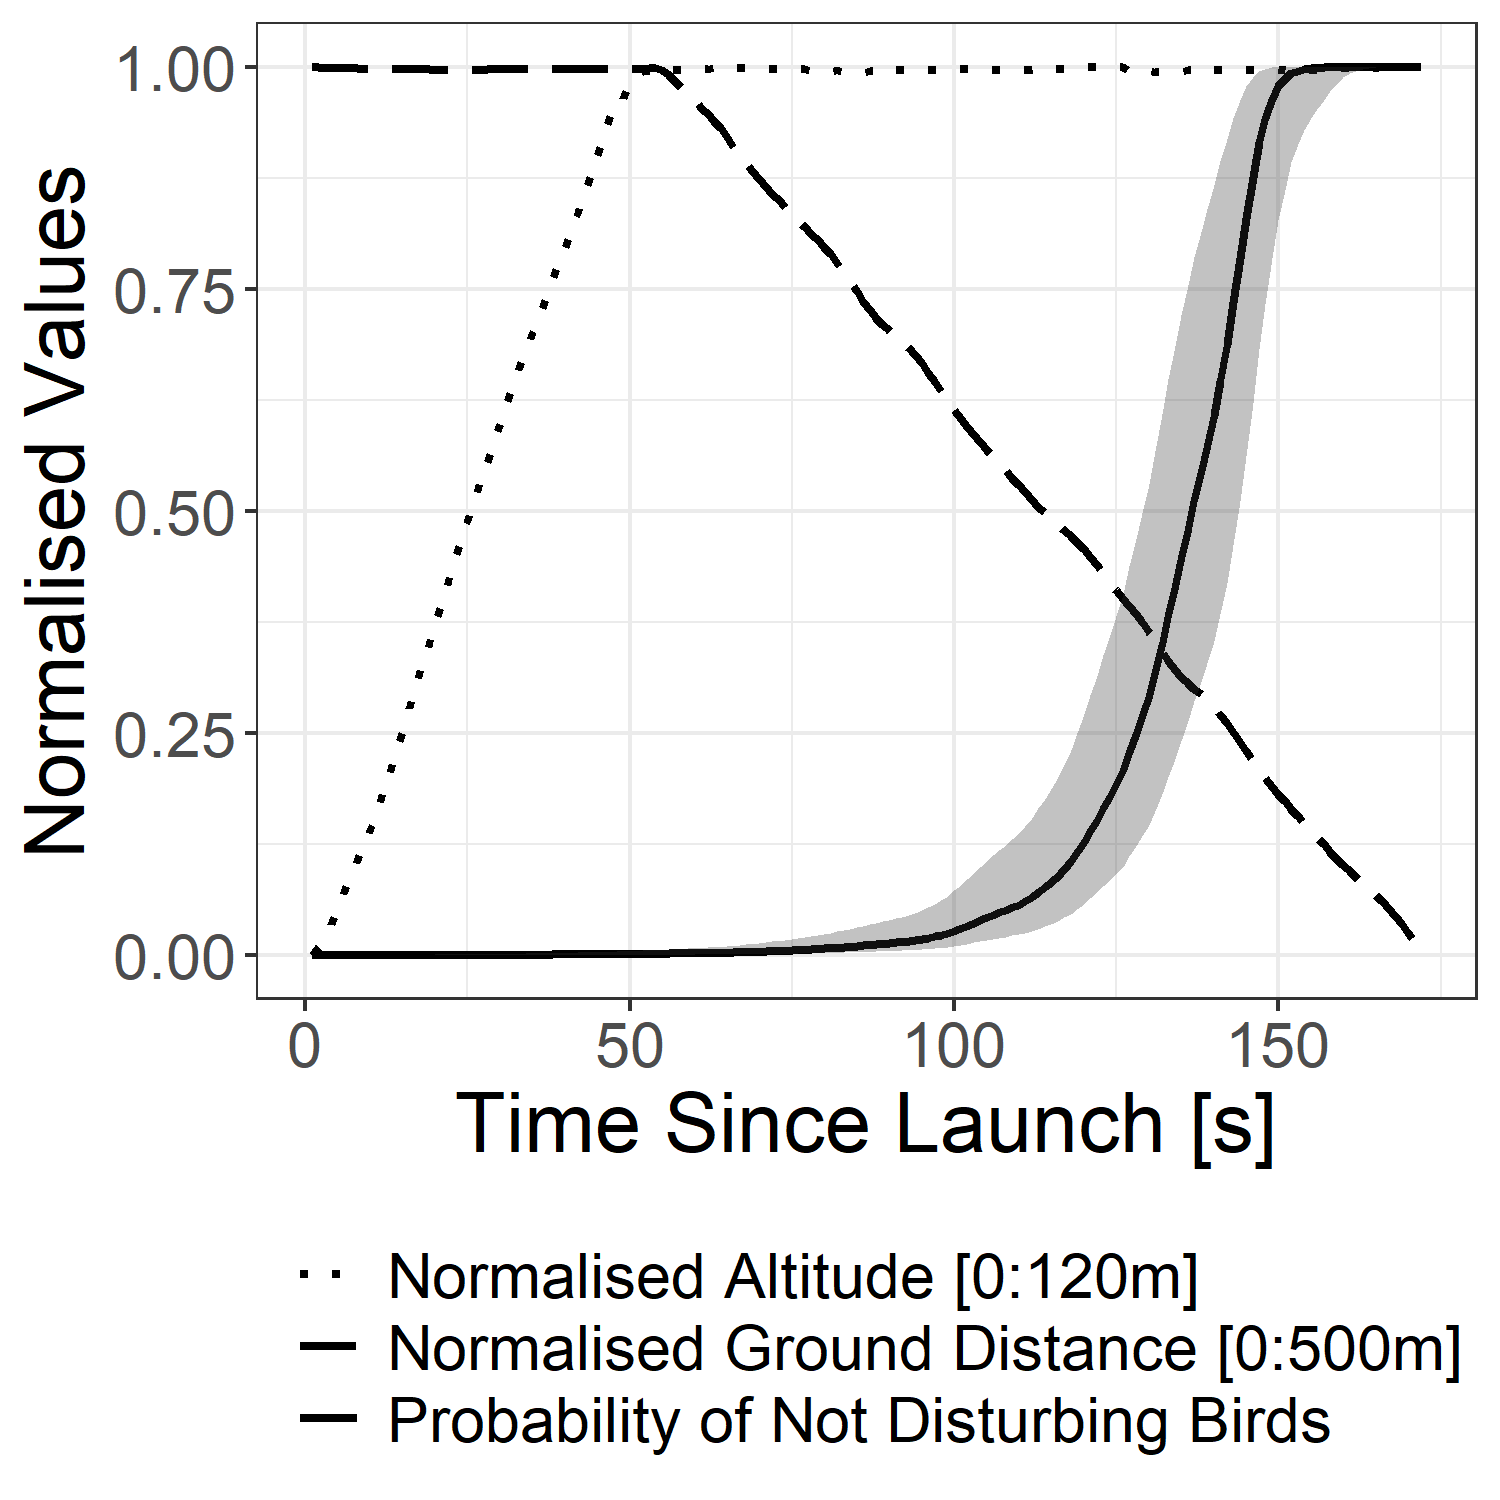 Normalised Values
1.00
0.75
0.50
0.25
0.00
0 50 100 150
Time Since Launch [s]
Normalised Altitude [0:120m]
Normalised Ground Distance [0:500m]
Probability of Not Disturbing Birds